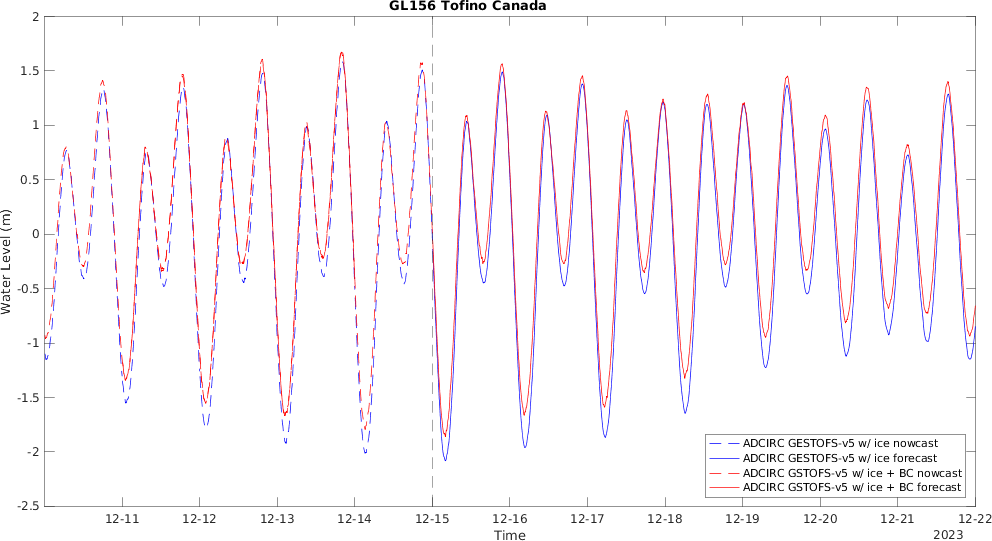 GL156 Tofino Canada
2
1.5
1
0.5
0
-0.5
-1
-1.5
-2
-2.5
Water Level (m)
ADCIRC GESTOFS-v5 w/ ice nowcast
ADCIRC GESTOFS-v5 w/ ice forecast
ADCIRC GSTOFS-v5 w/ ice + BC nowcast
ADCIRC GSTOFS-v5 w/ ice + BC forecast
12-11 12-12 12-13 12-14 12-15 12-16 12-17 12-18 12-19 12-20 12-21 12-22
Time
2023